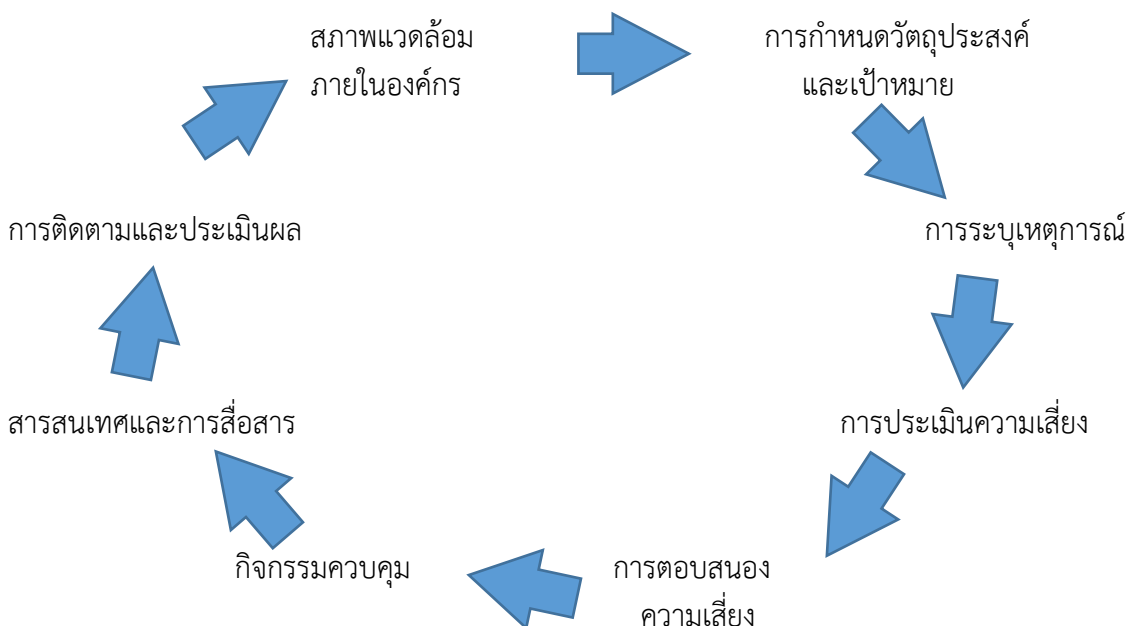 สภาพแวดล้อม
ภายในองค์กร
การกำหนดวัตถุประสงค์
และเป้าหมาย
การระบุเหตุการณ์
การประเมินความเสี่ยง
การตอบสนอง
ความเสี่ยง
กิจกรรมควบคุม
สารสนเทศและการสื่อสาร
การติดตามและประเมินผล